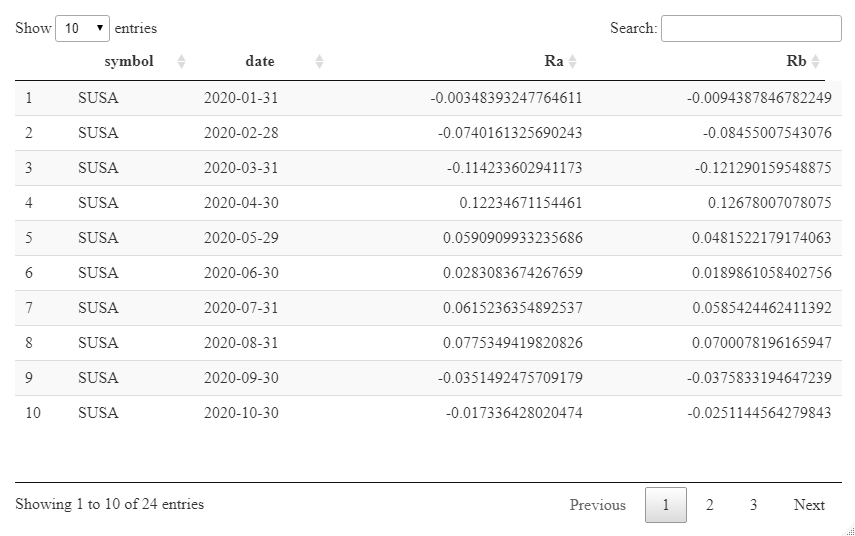 Show 10 entries Search:
symbol date Ra Rb
1 SUSA 2020-01-31 -0.00348393247764611 -0.0094387846782249
2 SUSA 2020-02-28 -0.0740161325690243 -0.08455007543076
3 SUSA 2020-03-31 -0.114233602941173 -0.121290159548875
4 SUSA 2020-04-30 0.12234671154461 0.12678007078075
5 SUSA 2020-05-29 0.0590909933235686 0.0481522179174063
6 SUSA 2020-06-30 0.0283083674267659 0.0189861058402756
7 SUSA 2020-07-31 0.0615236354892537 0.0585424462411392
8 SUSA 2020-08-31 0.0775349419820826 0.0700078196165947
9 SUSA 2020-09-30 -0.0351492475709179 -0.0375833194647239
10 SUSA 2020-10-30 -0.017336428020474 -0.0251144564279843
Showing 1 to 10 of 24 entries Previous 1 2 3 Next